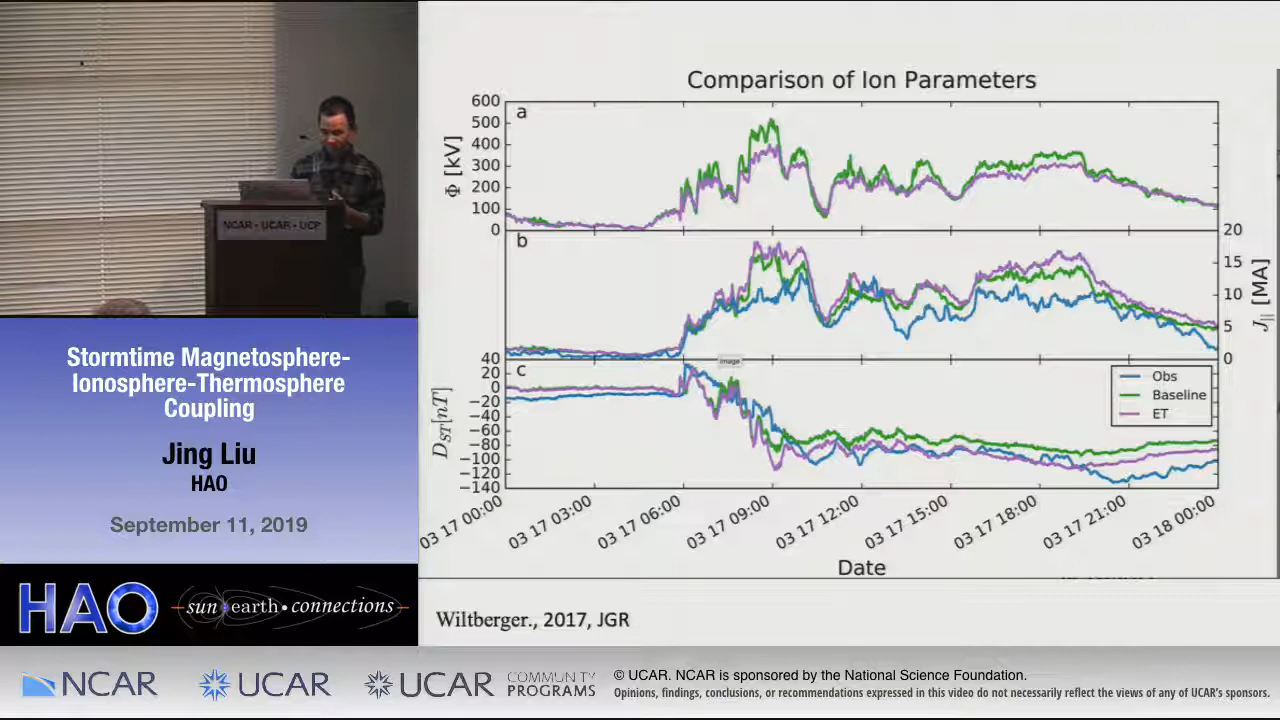 NCAR • UCAR • UCP
Stormtime Magnetosphere-
Ionosphere-Thermosphere
Coupling
Jing Liu
HAO
September 11, 2019
HAO
sun earth • connections
Comparison of Ion Parameters
a
600
500
400
300
200
100
0
Φ [kV]
b
20
15
10
5
0
J|| [MA]
image
c
40
20
0
−20
−40
−60
−80
−100
−120
−140
D_ST[nT]
Obs
Baseline
ET
03 17 00:00
03 17 03:00
03 17 06:00
03 17 09:00
03 17 12:00
03 17 15:00
03 17 18:00
03 17 21:00
03 18 00:00
Date
Wiltberger., 2017, JGR
NCAR
UCAR
UCAR
COMMUNITY
PROGRAMS
© UCAR. NCAR is sponsored by the National Science Foundation.
Opinions, findings, conclusions, or recommendations expressed in this video do not necessarily reflect the views of any of UCAR's sponsors.